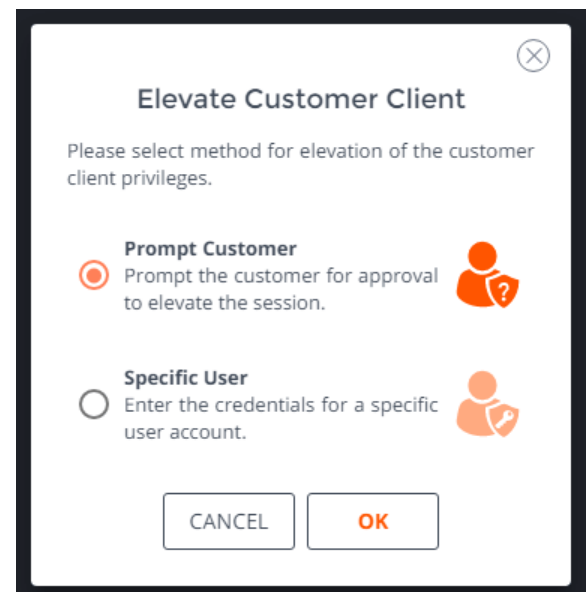 Elevate Customer Client
Please select method for elevation of the customer
client privileges.
Prompt Customer
Prompt the customer for approval
to elevate the session.
?
Specific User
Enter the credentials for a specific
user account.
CANCEL
OK